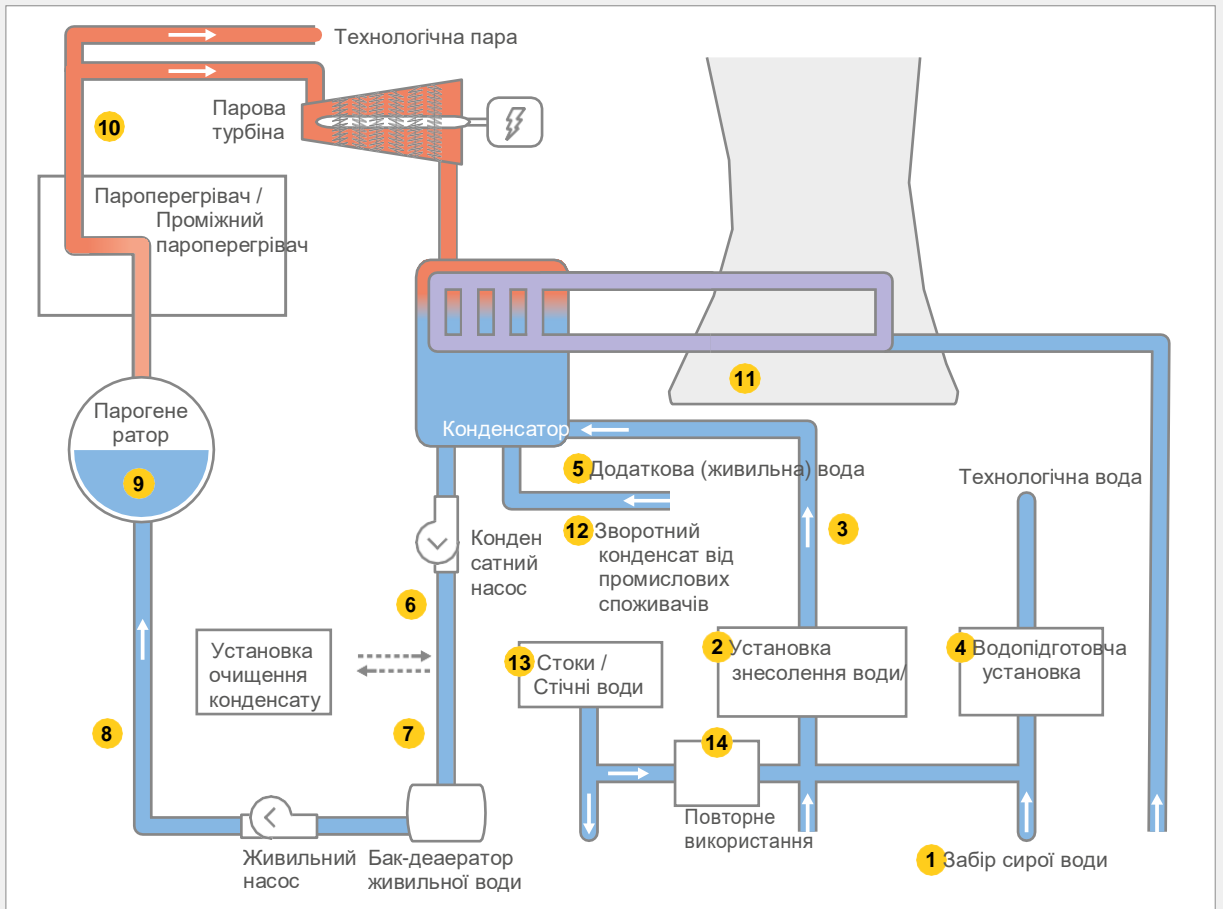 Технологічна пара
Парова
турбіна
10
Пароперегрівач /
Проміжний
пароперегрівач
11
Парогене
ратор
9
Конденсатор
5 Додаткова (живильна) вода
Технологічна вода
12 Зворотний
конденсат від
промислових
споживачів
3
Конден
сатний
насос
6
Установка
очищення
конденсату
13 Стоки /
Стічні води
2 Установка
знесолення води/
4 Водопідготовча
установка
8
7
14
Повторне
використання
Живильний
насос
Бак-деаератор
живильної води
1 Забір сирої води